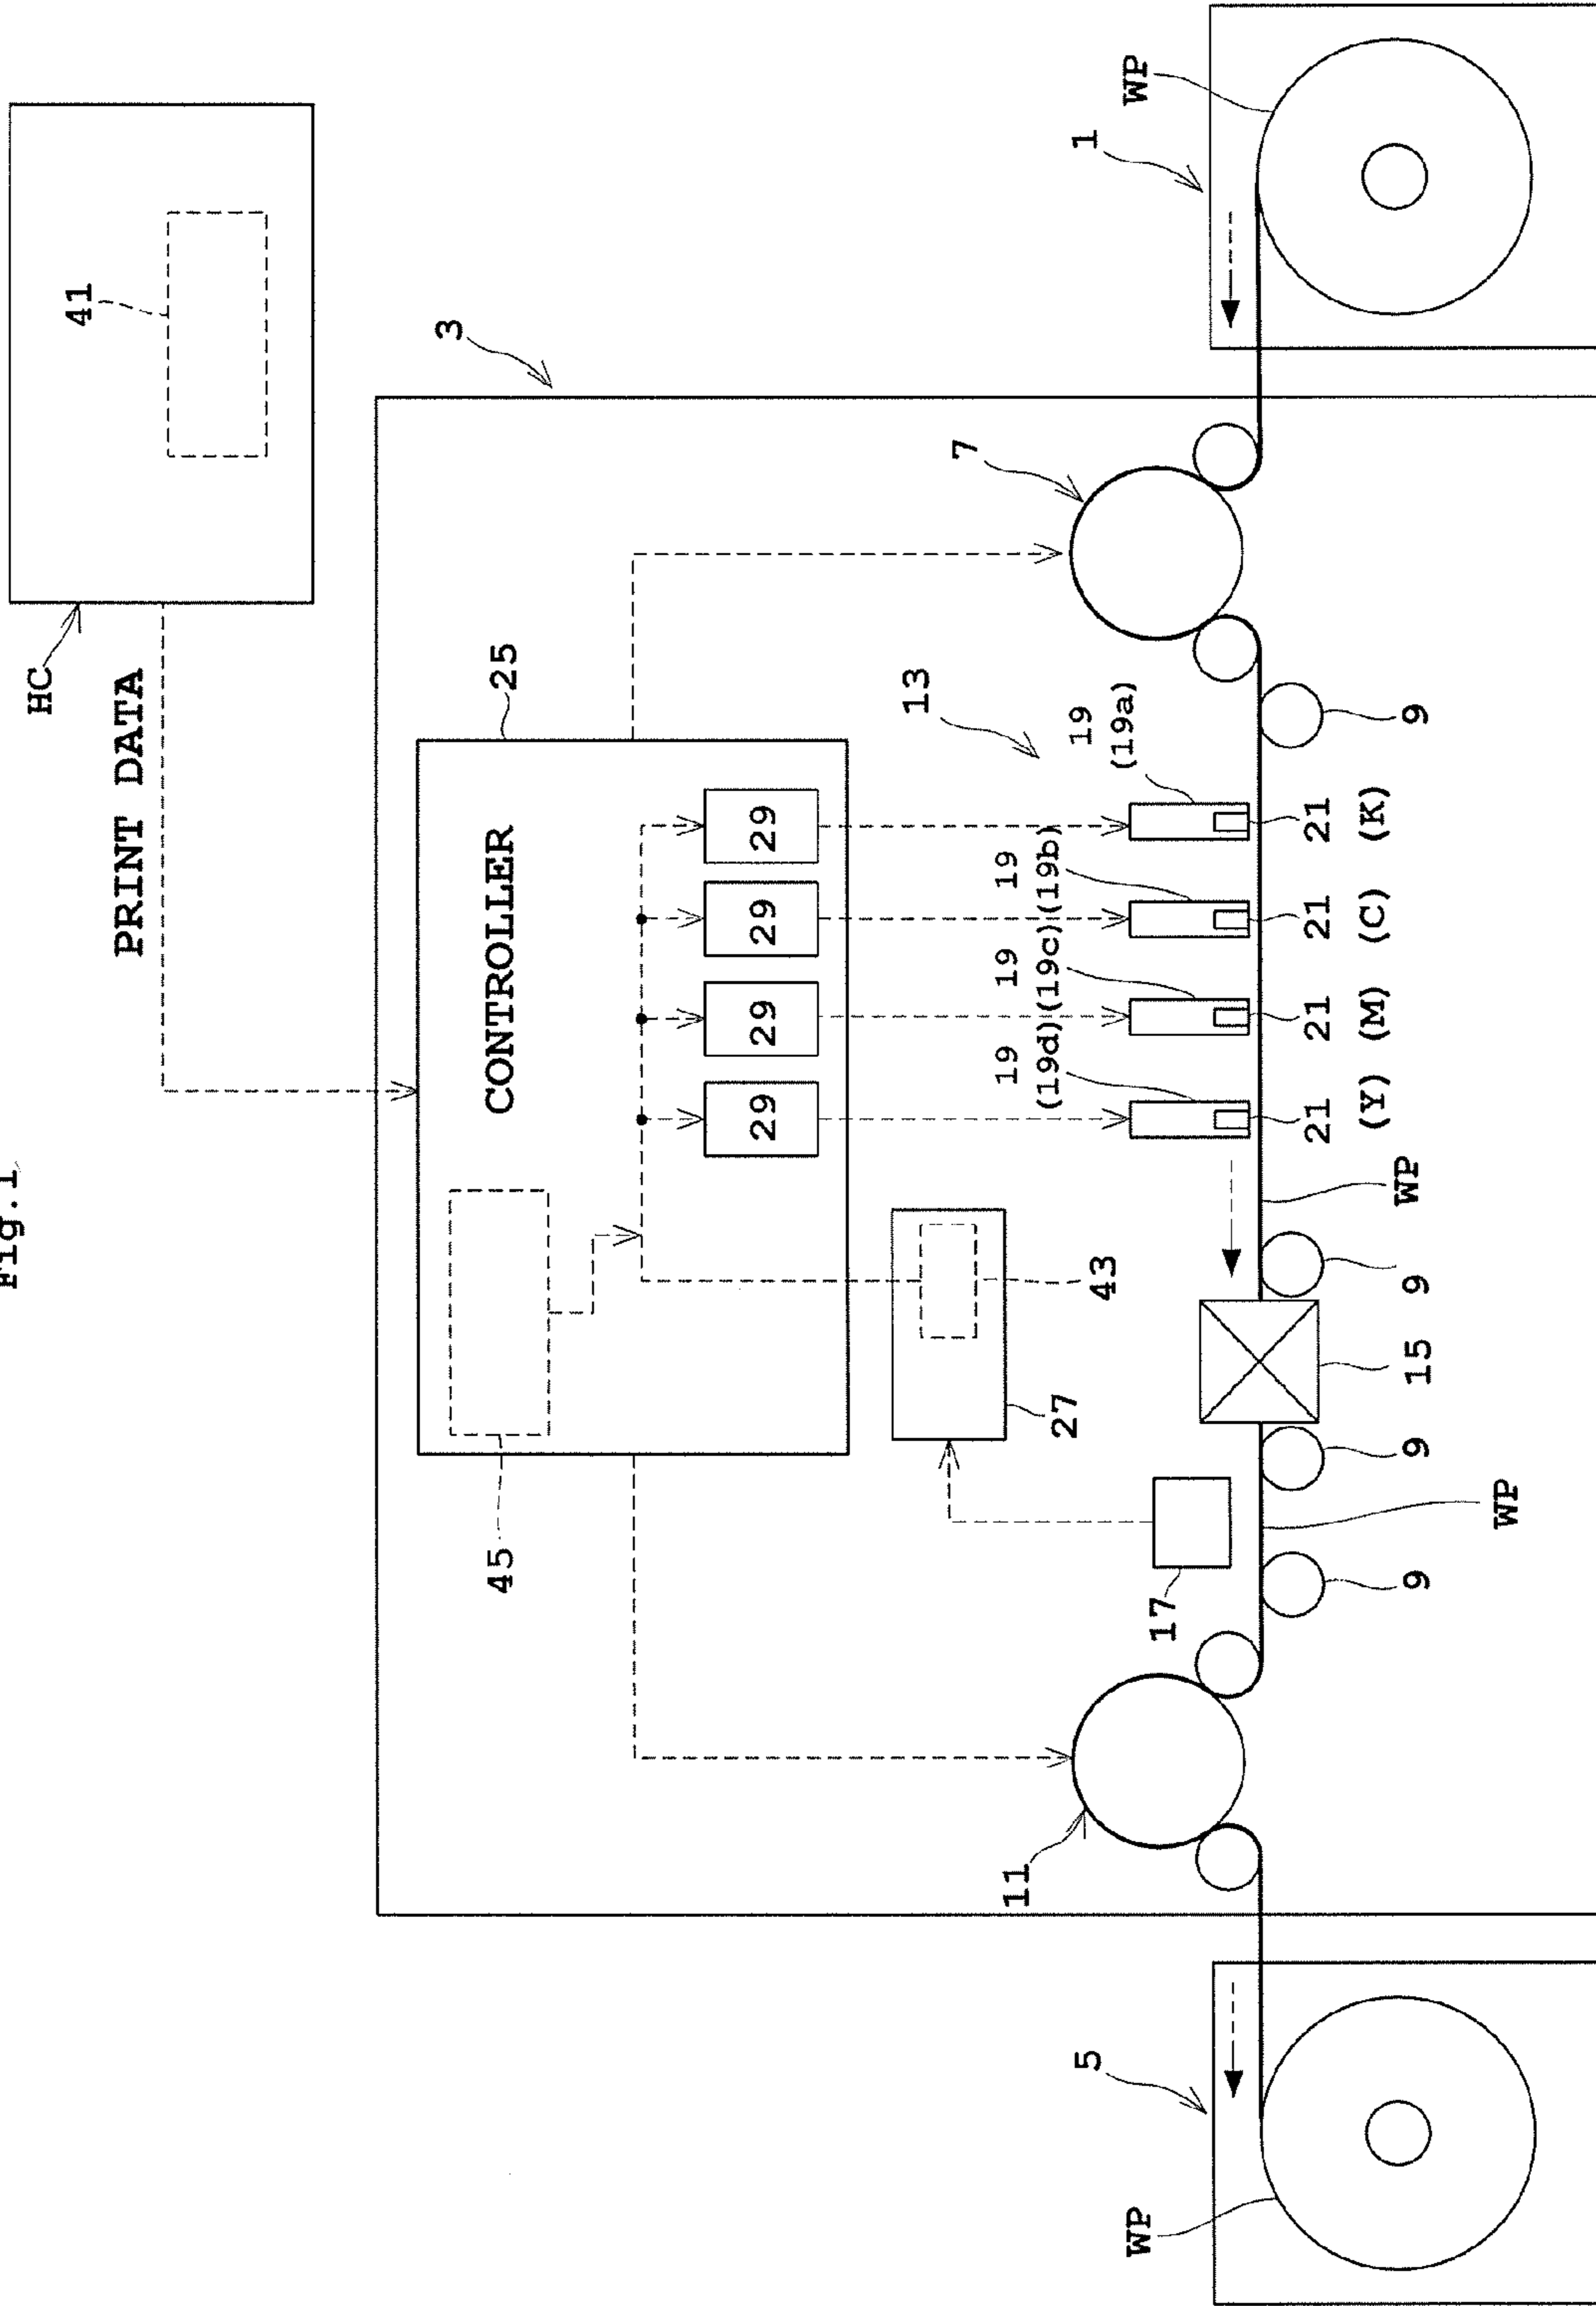 Fig.1
HC
41
PRINT DATA
3
25
CONTROLLER
45
29
29
29
29
7
13
19
(19d)
19
(19c)
19
(19b)
19
(19a)
43
27
17
11
5
1
WP
WP
WP
WP
9
9
15
9
21
21
21
21
9
(Y)
(M)
(C)
(K)